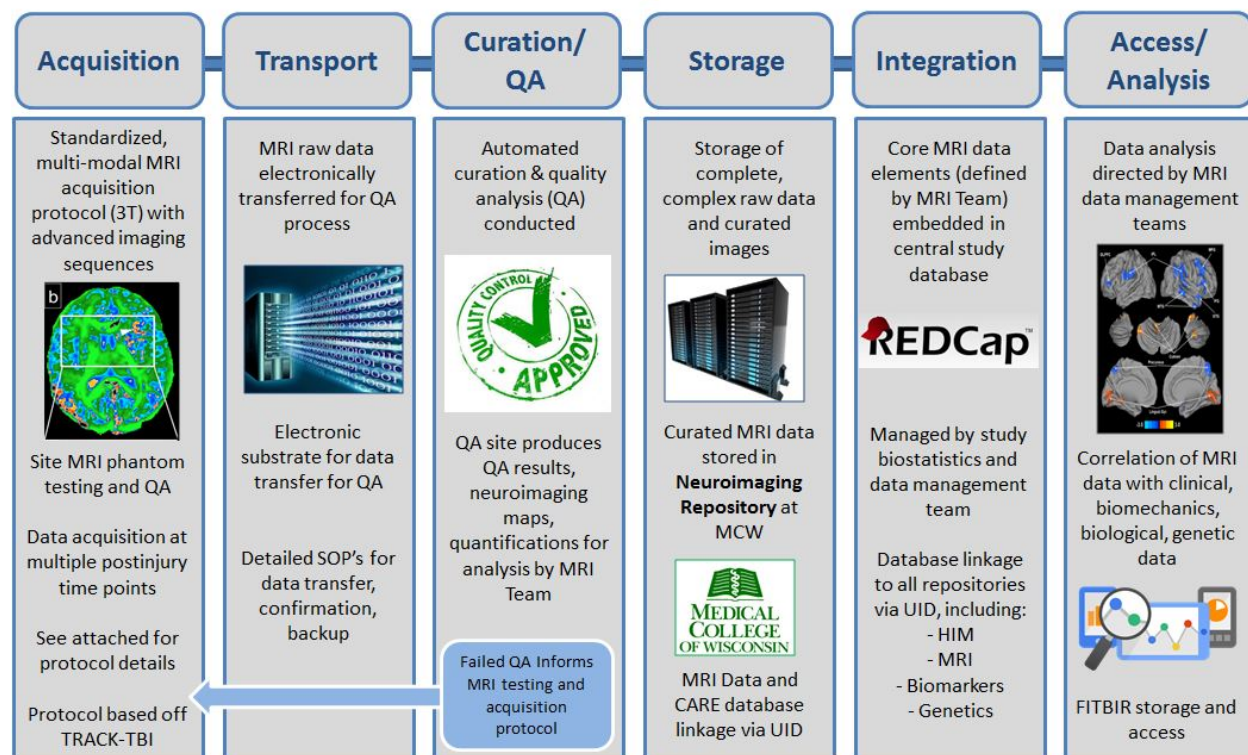 Acquisition
Transport
Curation/
QA
Storage
Integration
Access/
Analysis
Standardized,
multi-modal MRI
acquisition
protocol (3T) with
advanced imaging
sequences
b
Site MRI phantom
testing and QA
Data acquisition at
multiple postinjury
time points
See attached for
protocol details
Protocol based off
TRACK-TBI
MRI raw data
electronically
transferred for QA
process
Electronic
substrate for data
transfer for QA
Detailed SOP's for
data transfer,
confirmation,
backup
Automated
curation & quality
analysis (QA)
conducted
QUALITY CONTROL
APPROVED
QA site produces
QA results,
neuroimaging
maps,
quantifications for
analysis by MRI
Team
Failed QA Informs
MRI testing and
acquisition
protocol
Storage of
complete,
complex raw data
and curated
images
Curated MRI data
stored in
Neuroimaging
Repository at
MCW
MEDICAL
COLLEGE
OF WISCONSIN
MRI Data and
CARE database
linkage via UID
Core MRI data
elements (defined
by MRI Team)
embedded in
central study
database
REDCap™
Managed by study
biostatistics and
data management
team
Database linkage
to all repositories
via UID, including:
- HIM
- MRI
- Biomarkers
- Genetics
Data analysis
directed by MRI
data management
teams
Correlation of MRI
data with clinical,
biomechanics,
biological, genetic
data
FITBIR storage and
access